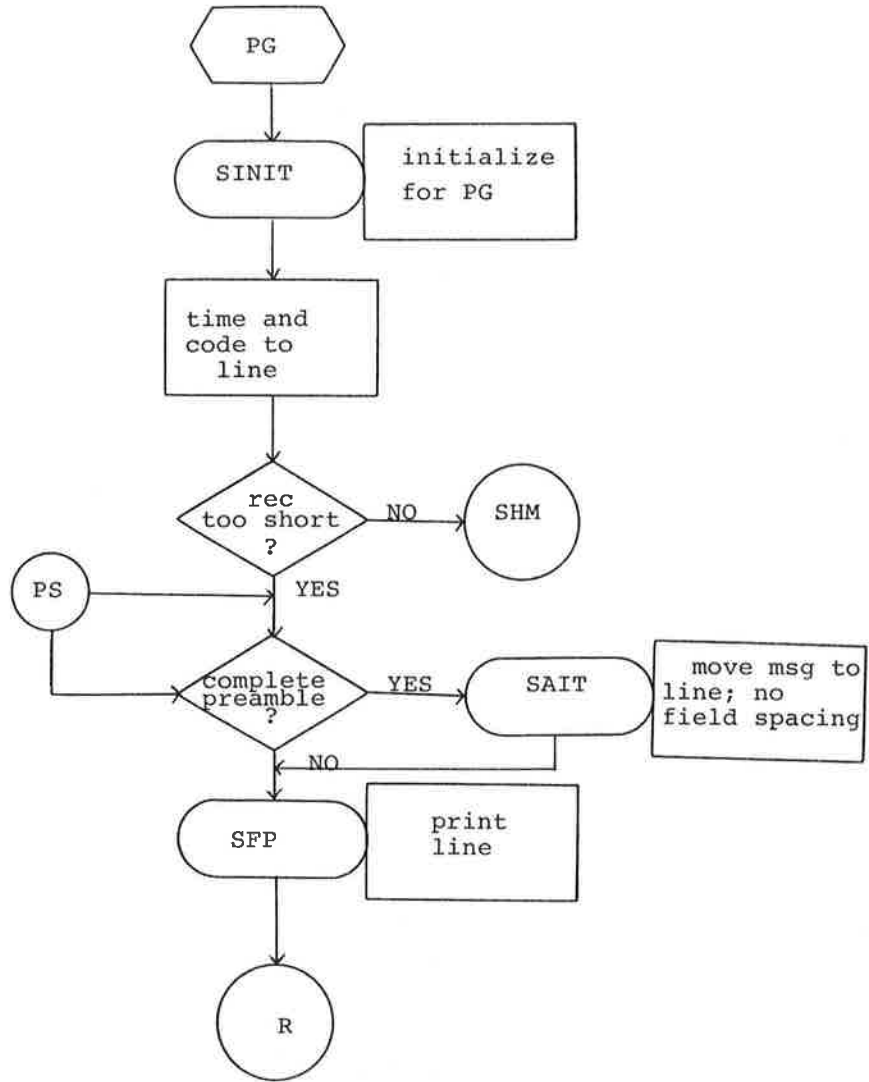 PG
SINIT
initialize
for PG
time and
code to
line
rec
too short
?
NO
SHM
PS
YES
complete
preamble
?
YES
SAIT
move msg to
line; no
field spacing
NO
SFP
print
line
R